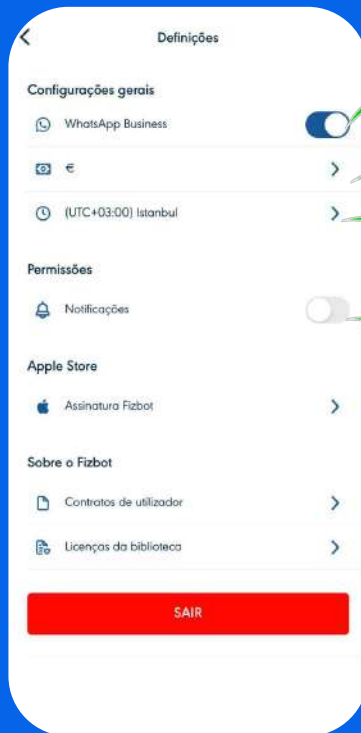 Definições
Configurações gerais
WhatsApp Business
€
(UTC+03:00) Istanbul
Permissões
Notificações
Apple Store
Assinatura Fizbot
Sobre o Fizbot
Contratos de utilizador
Licenças da biblioteca
SAIR